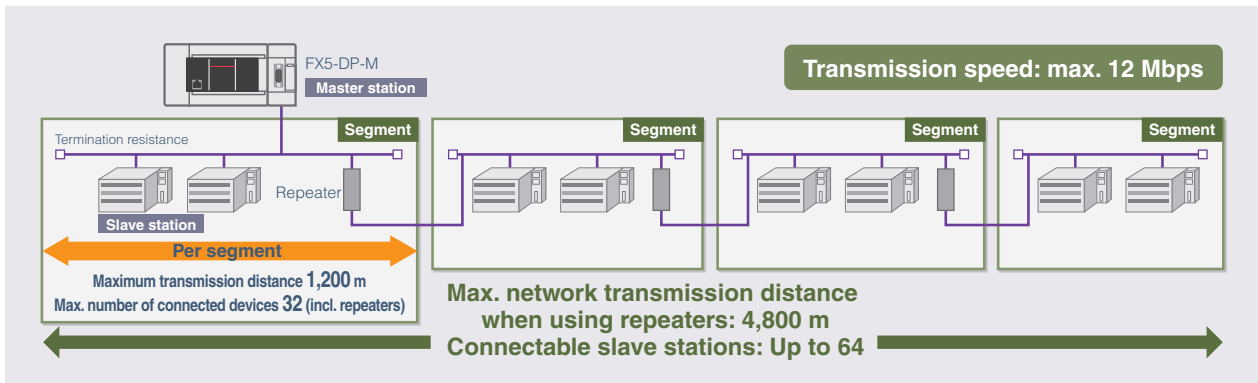 FX5-DP-M
Master station
Transmission speed: max. 12 Mbps
Segment
Segment
Segment
Segment
Termination resistance
Repeater
Slave station
Per segment
Maximum transmission distance 1,200 m
Max. number of connected devices 32 (incl. repeaters)
Max. network transmission distance
when using repeaters: 4,800 m
Connectable slave stations: Up to 64